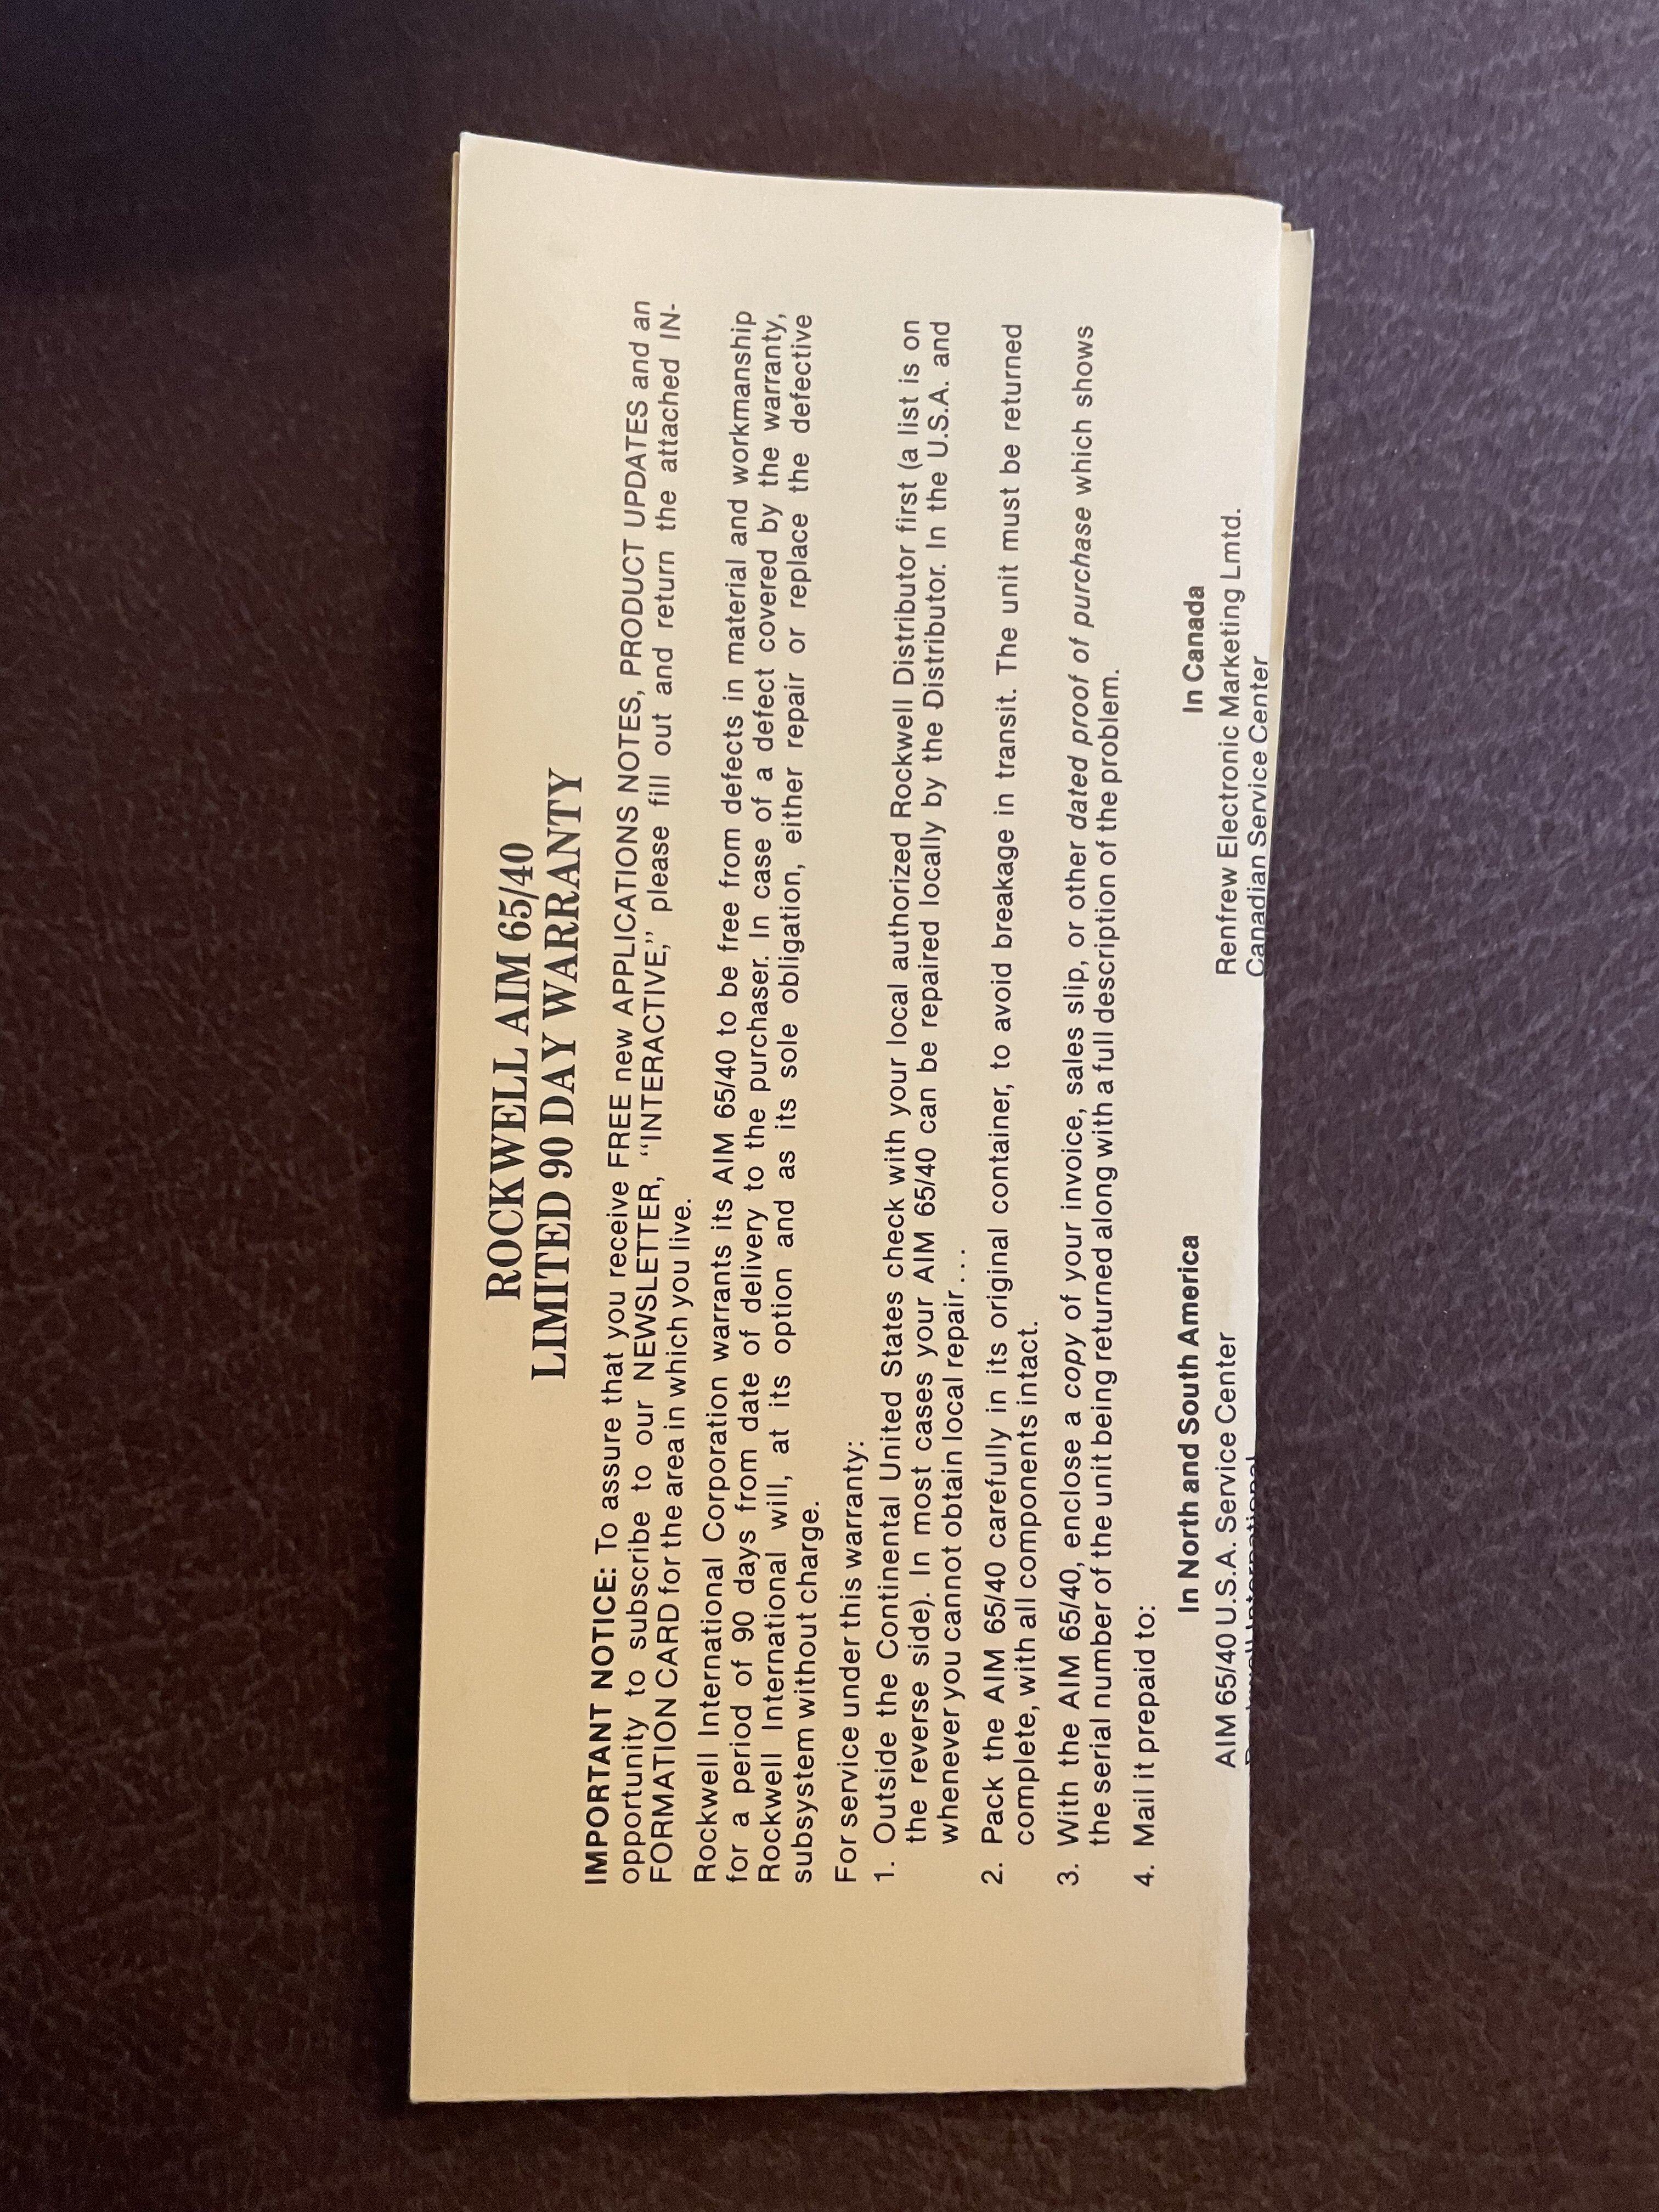 ROCKWELL AIM 65/40
LIMITED 90 DAY WARRANTY
IMPORTANT NOTICE: To assure that you receive FREE new APPLICATIONS NOTES, PRODUCT UPDATES and an
opportunity to subscribe to our NEWSLETTER, “INTERACTIVE,” please fill out and return the attached IN-
FORMATION CARD for the area in which you live.
Rockwell International Corporation warrants its AIM 65/40 to be free from defects in material and workmanship
for a period of 90 days from date of delivery to the purchaser. In case of a defect covered by the warranty,
Rockwell International will, at its option and as its sole obligation, either repair or replace the defective
subsystem without charge.
For service under this warranty:
1. Outside the Continental United States check with your local authorized Rockwell Distributor first (a list is on
the reverse side). In most cases your AIM 65/40 can be repaired locally by the Distributor. In the U.S.A. and
whenever you cannot obtain local repair . . .
2. Pack the AIM 65/40 carefully in its original container, to avoid breakage in transit. The unit must be returned
complete, with all components intact.
3. With the AIM 65/40, enclose a copy of your invoice, sales slip, or other dated proof of purchase which shows
the serial number of the unit being returned along with a full description of the problem.
4. Mail it prepaid to:
In North and South America
AIM 65/40 U.S.A. Service Center
Rockwell International
In Canada
Renfrew Electronic Marketing Lmtd.
Canadian Service Center